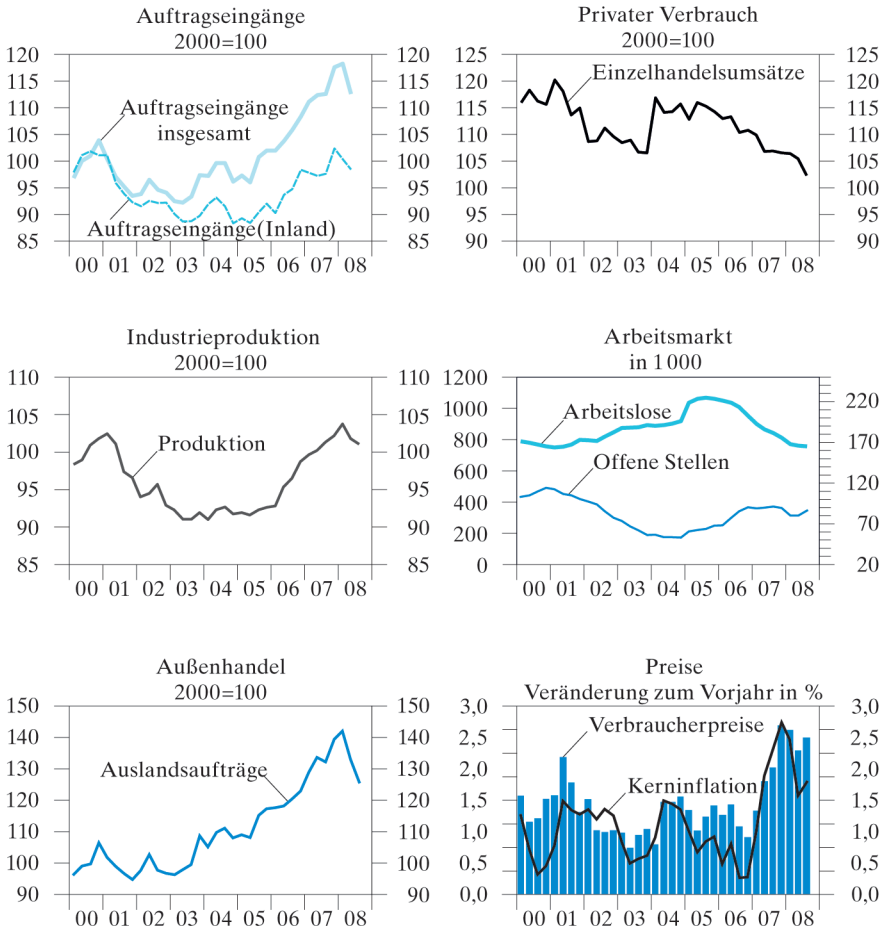 Auftragseingänge
2000=100
120 120
115 115
110 110
105 105
100 100
95 95
90 90
85 85
Auftragseingänge
insgesamt
Auftragseingänge(Inland)
00 01 02 03 04 05 06 07 08
Privater Verbrauch
2000=100
125 125
120 120
115 115
110 110
105 105
100 100
95 95
90 90
Einzelhandelsumsätze
00 01 02 03 04 05 06 07 08
Industrieproduktion
2000=100
110 110
105 105
100 100
95 95
90 90
85 85
Produktion
00 01 02 03 04 05 06 07 08
Arbeitsmarkt
in 1000
1200
1000 220
800 170
600
400 120
200 70
0 20
Arbeitslose
Offene Stellen
00 01 02 03 04 05 06 07 08
Außenhandel
2000=100
150 150
140 140
130 130
120 120
110 110
100 100
90 90
Auslandsaufträge
00 01 02 03 04 05 06 07 08
Preise
Veränderung zum Vorjahr in %
3,0 3,0
2,5 2,5
2,0 2,0
1,5 1,5
1,0 1,0
0,5 0,5
0,0 0,0
Verbraucherpreise
Kerninflation
00 01 02 03 04 05 06 07 08